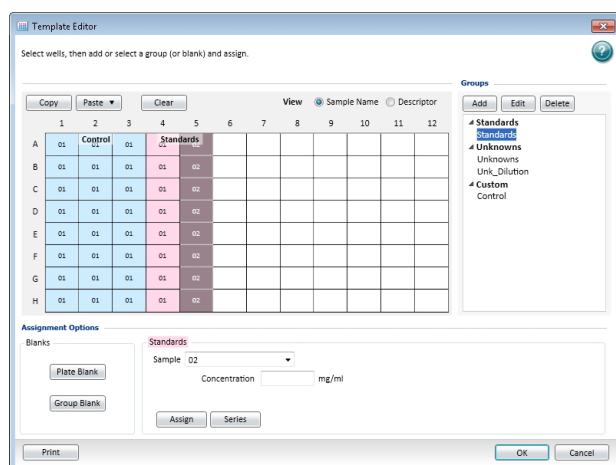 Template Editor
Select wells, then add or select a group (or blank) and assign.
Groups
Copy Paste Clear View Sample Name Descriptor
Add Edit Delete
1 2 3 4 5 6 7 8 9 10 11 12
Control Standards
A 01 01 01 01 02
B 01 01 01 01 02
C 01 01 01 01 02
D 01 01 01 01 02
E 01 01 01 01 02
F 01 01 01 01 02
G 01 01 01 01 02
H 01 01 01 01 02
Standards
Standards
Unknowns
Unknowns
Unk_Dilution
Custom
Control
Assignment Options
Blanks
Plate Blank
Group Blank
Standards
Sample 02
Concentration mg/ml
Assign Series
Print OK Cancel